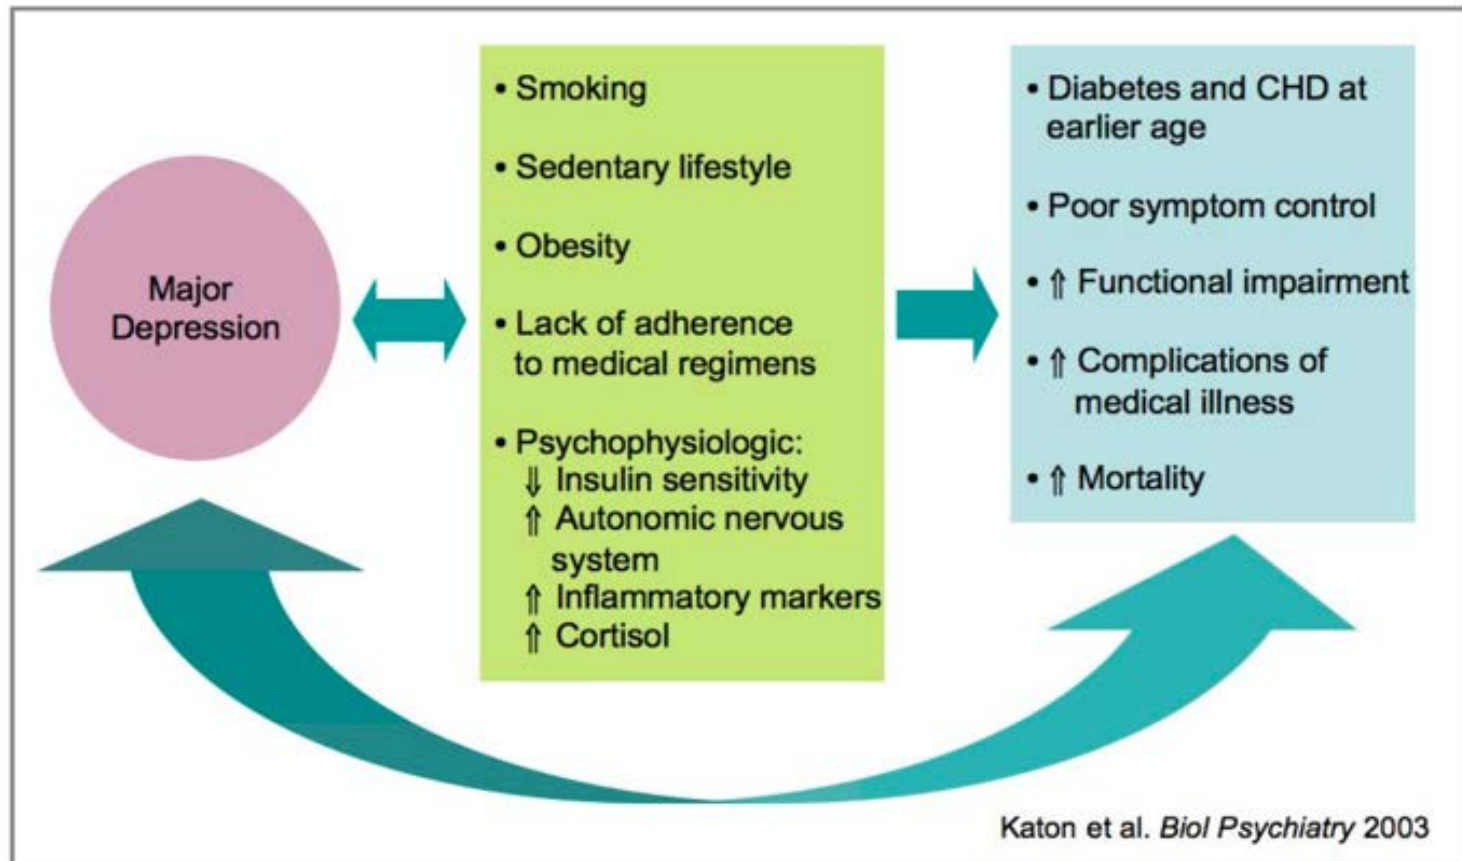 Major
Depression
• Smoking
• Sedentary lifestyle
• Obesity
• Lack of adherence
to medical regimens
• Psychophysiologic:
⇓ Insulin sensitivity
⇑ Autonomic nervous
system
⇑ Inflammatory markers
⇑ Cortisol
• Diabetes and CHD at
earlier age
• Poor symptom control
• ⇑ Functional impairment
• ⇑ Complications of
medical illness
• ⇑ Mortality
Katon et al. Biol Psychiatry 2003